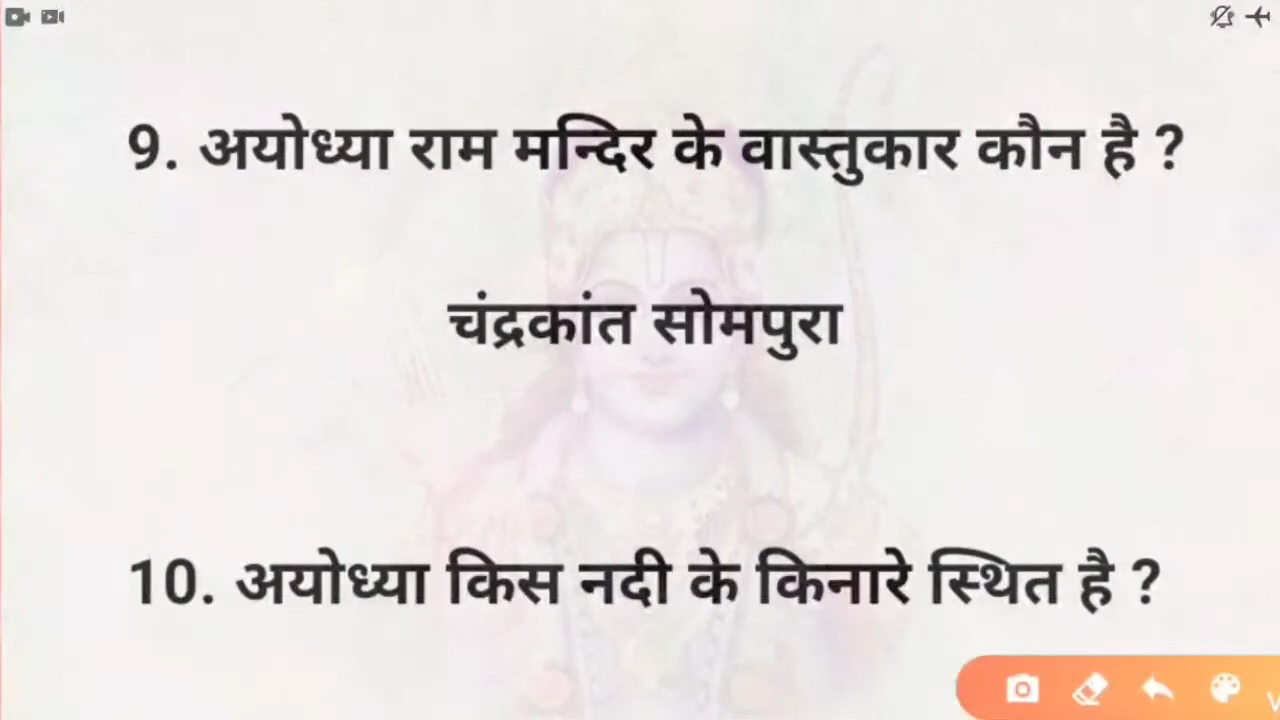 9. अयोध्या राम मन्दिर के वास्तुकार कौन है ?
चंद्रकांत सोमपुरा
10. अयोध्या किस नदी के किनारे स्थित है ?